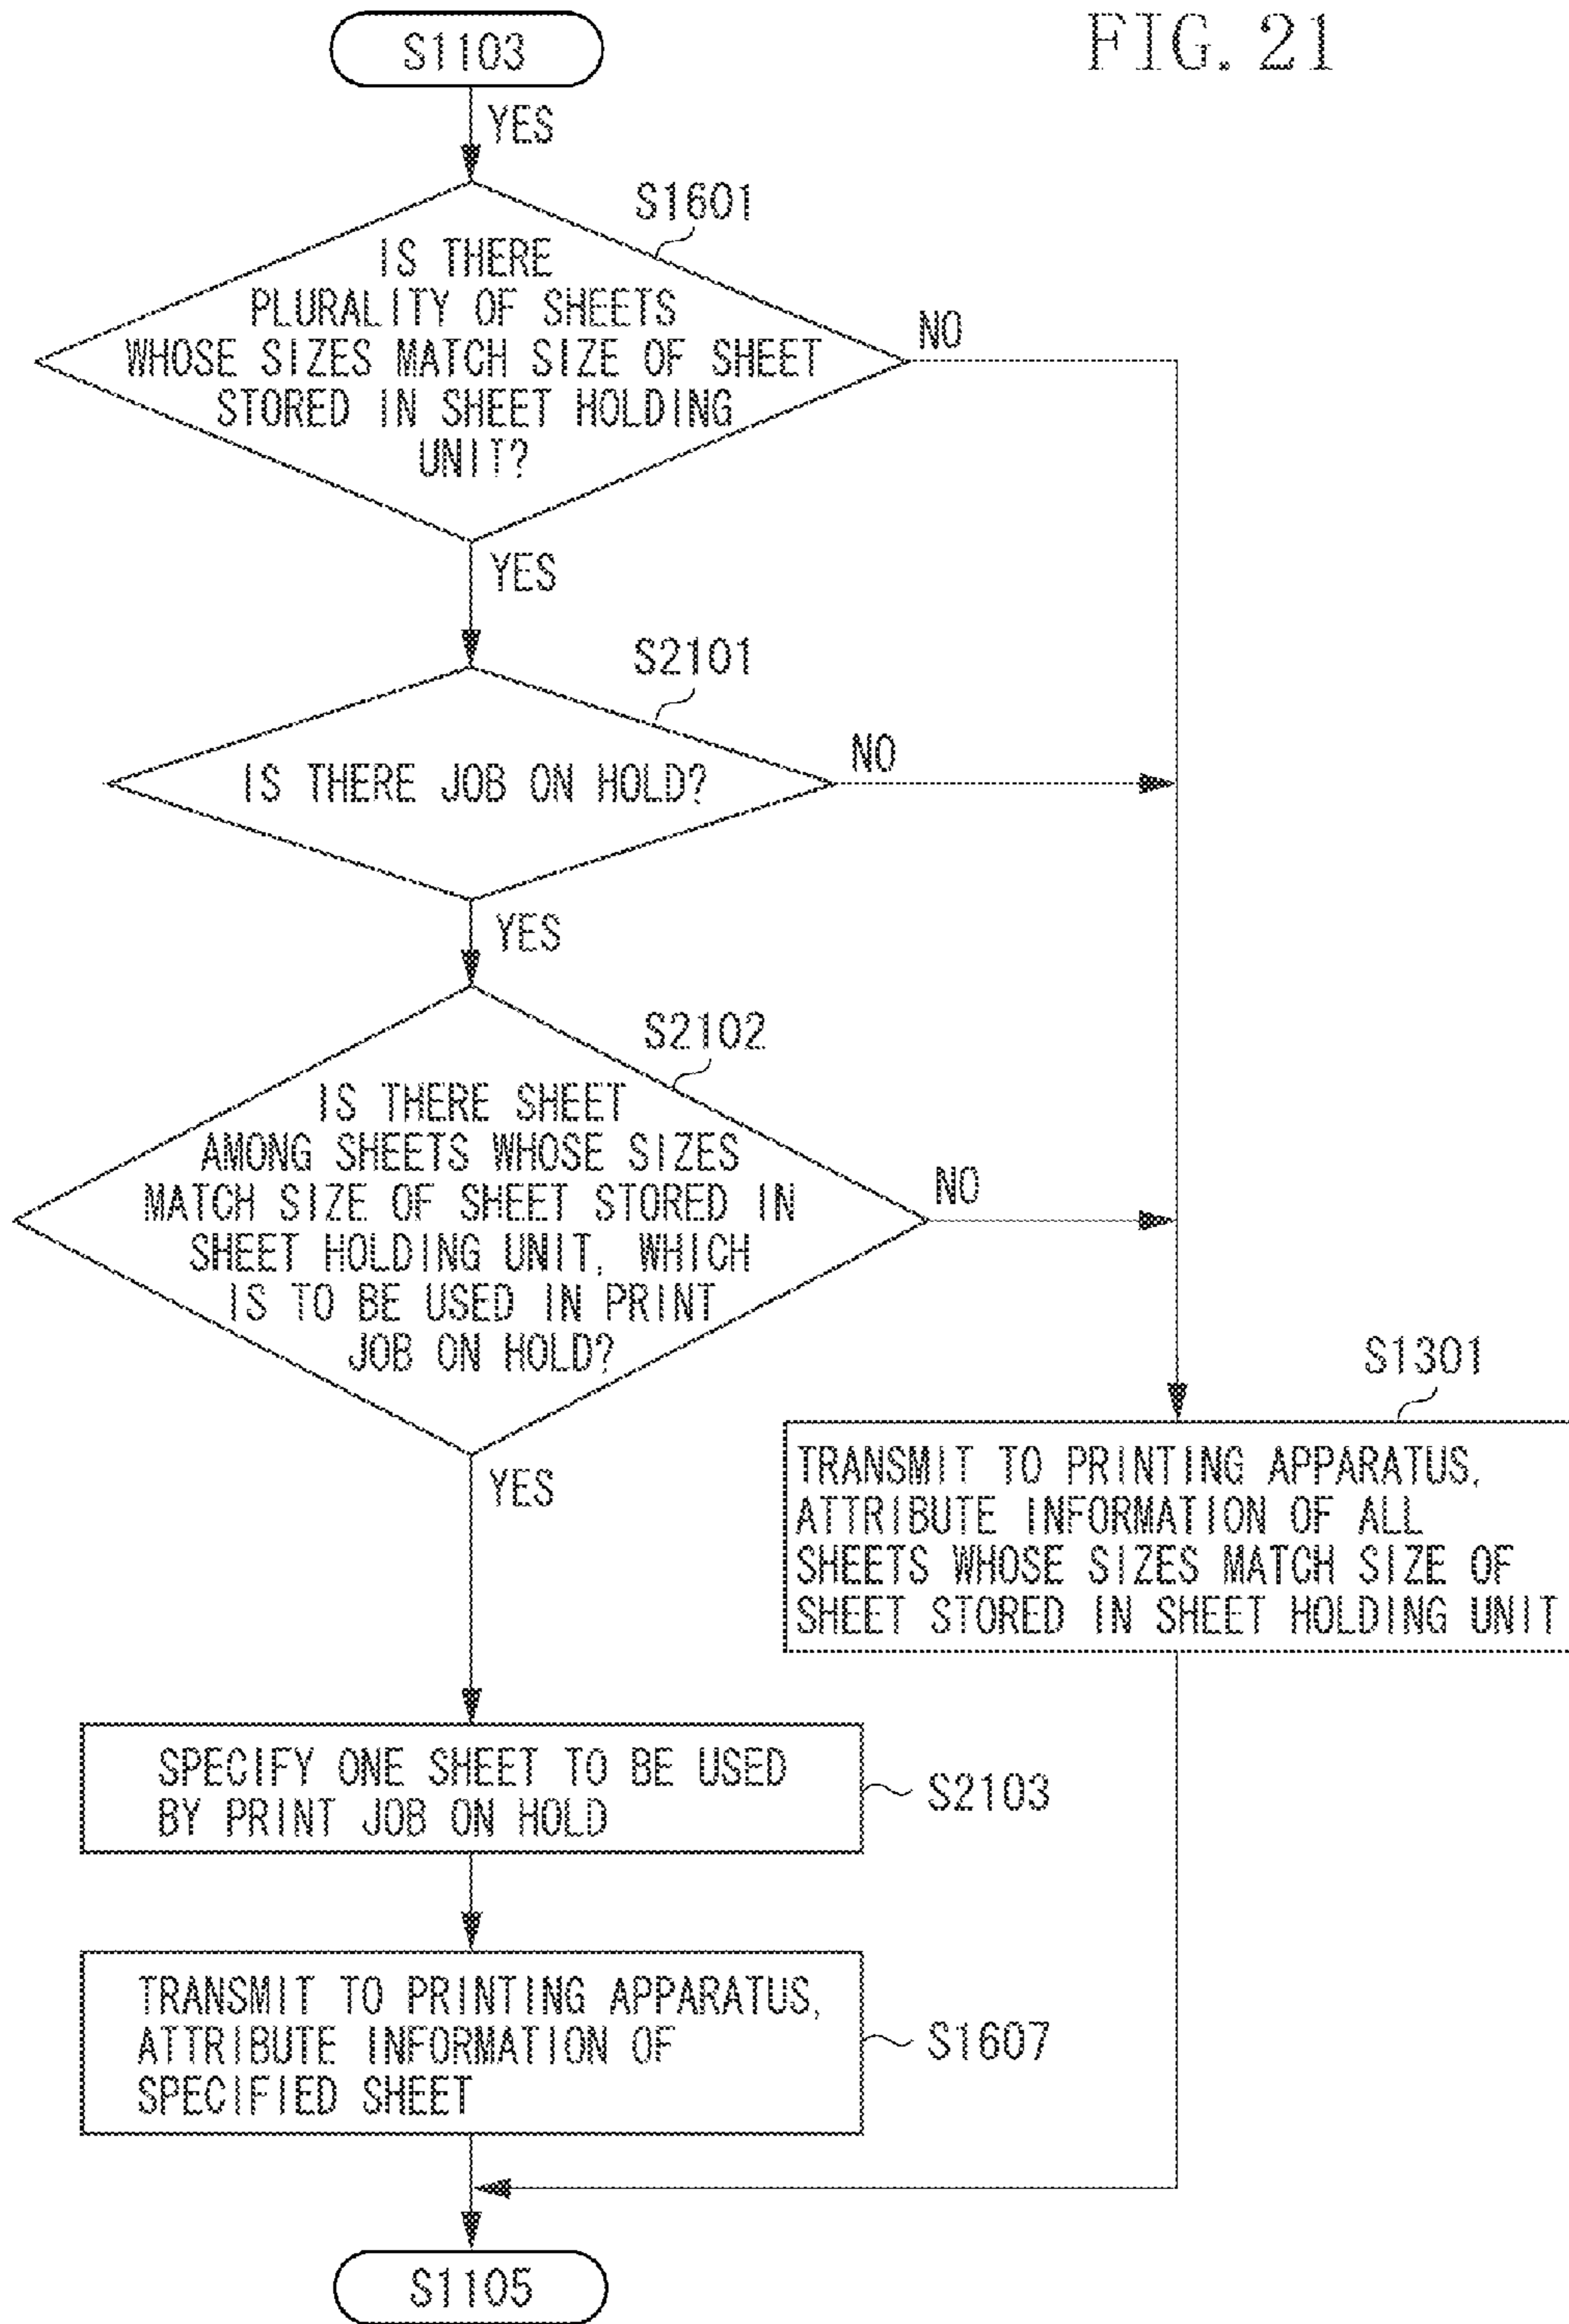 FIG. 21
S1103
YES
S1601
IS THERE
PLURALITY OF SHEETS
WHOSE SIZES MATCH SIZE OF SHEET
STORED IN SHEET HOLDING
UNIT?
NO
YES
S2101
IS THERE JOB ON HOLD?
NO
YES
S2102
IS THERE SHEET
AMONG SHEETS WHOSE SIZES
MATCH SIZE OF SHEET STORED IN
SHEET HOLDING UNIT, WHICH
IS TO BE USED IN PRINT
JOB ON HOLD?
NO
YES
S1301
TRANSMIT TO PRINTING APPARATUS,
ATTRIBUTE INFORMATION OF ALL
SHEETS WHOSE SIZES MATCH SIZE OF
SHEET STORED IN SHEET HOLDING UNIT
SPECIFY ONE SHEET TO BE USED
BY PRINT JOB ON HOLD
S2103
TRANSMIT TO PRINTING APPARATUS,
ATTRIBUTE INFORMATION OF
SPECIFIED SHEET
S1607
S1105